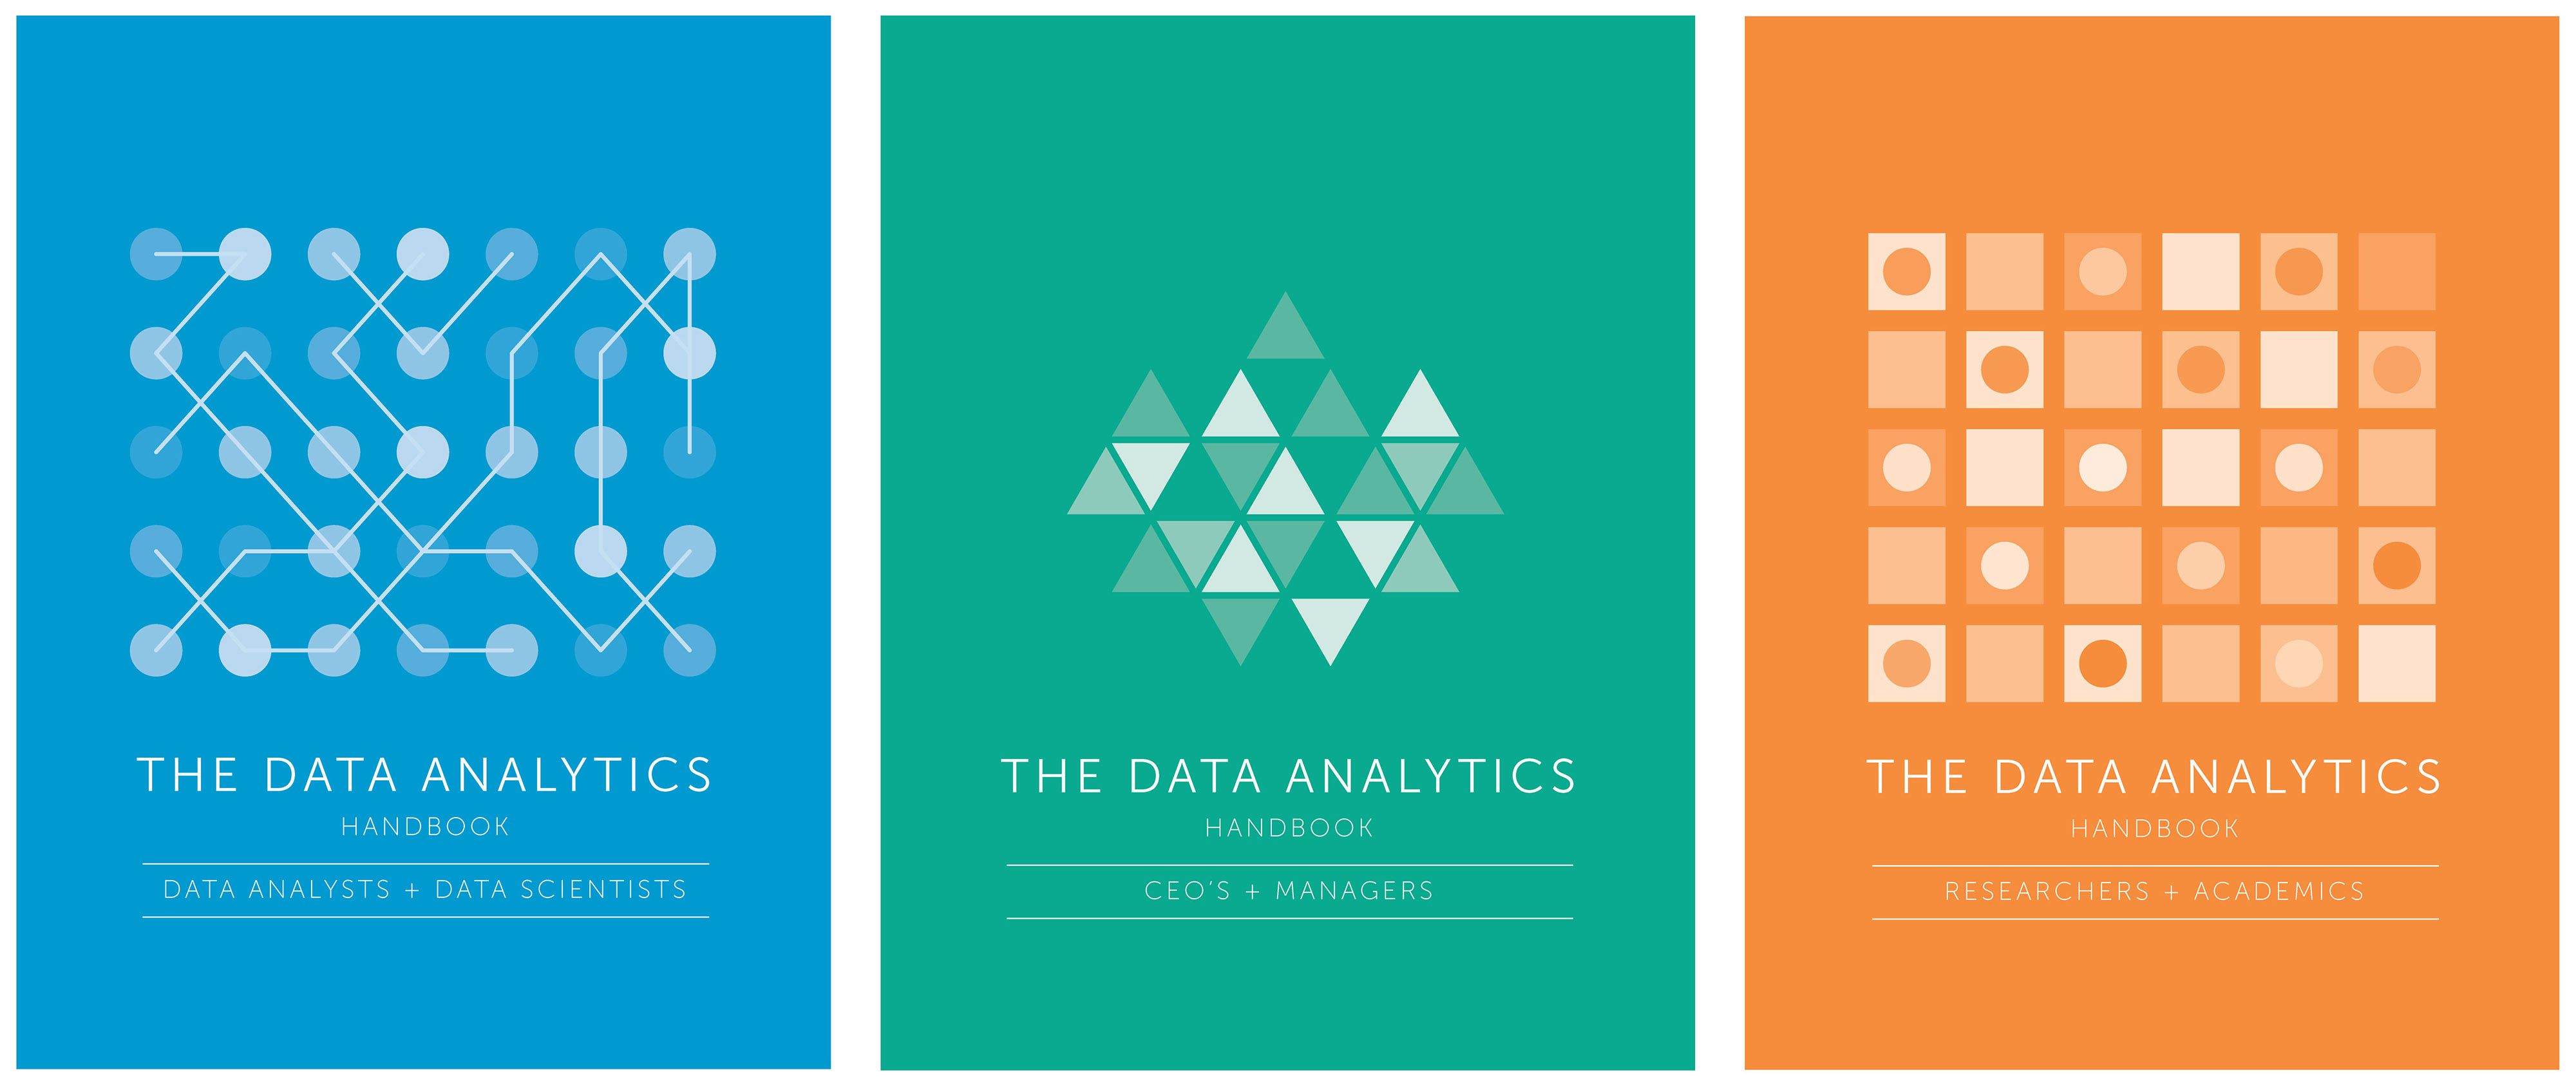 THE DATA ANALYTICS
HANDBOOK
DATA ANALYSTS + DATA SCIENTISTS
THE DATA ANALYTICS
HANDBOOK
CEO'S + MANAGERS
THE DATA ANALYTICS
HANDBOOK
RESEARCHERS + ACADEMICS